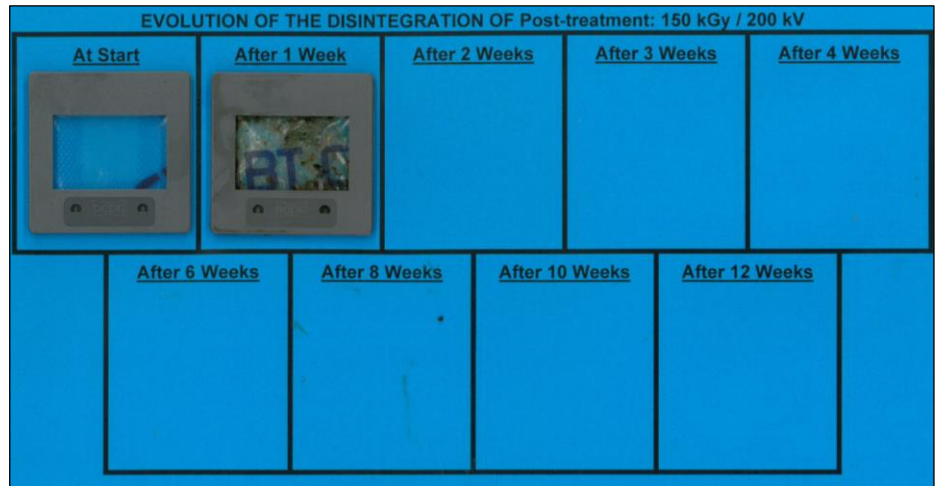 EVOLUTION OF THE DISINTEGRATION OF Post-treatment: 150 kGy / 200 kV
At Start
After 1 Week
After 2 Weeks
After 3 Weeks
After 4 Weeks
BT
After 6 Weeks
After 8 Weeks
After 10 Weeks
After 12 Weeks